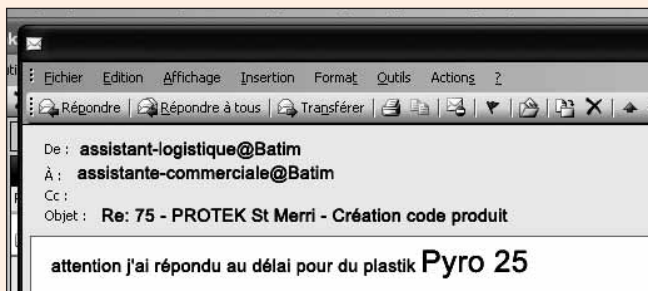 Fichier Edition Affichage Insertion Format Outils Actions ?
Répondre Répondre à tous Transférer
De : assistant-logistique@Batim
À : assistante-commerciale@Batim
Cc :
Objet : Re: 75 - PROTEK St Merri - Création code produit
attention j'ai répondu au délai pour du plastik Pyro 25